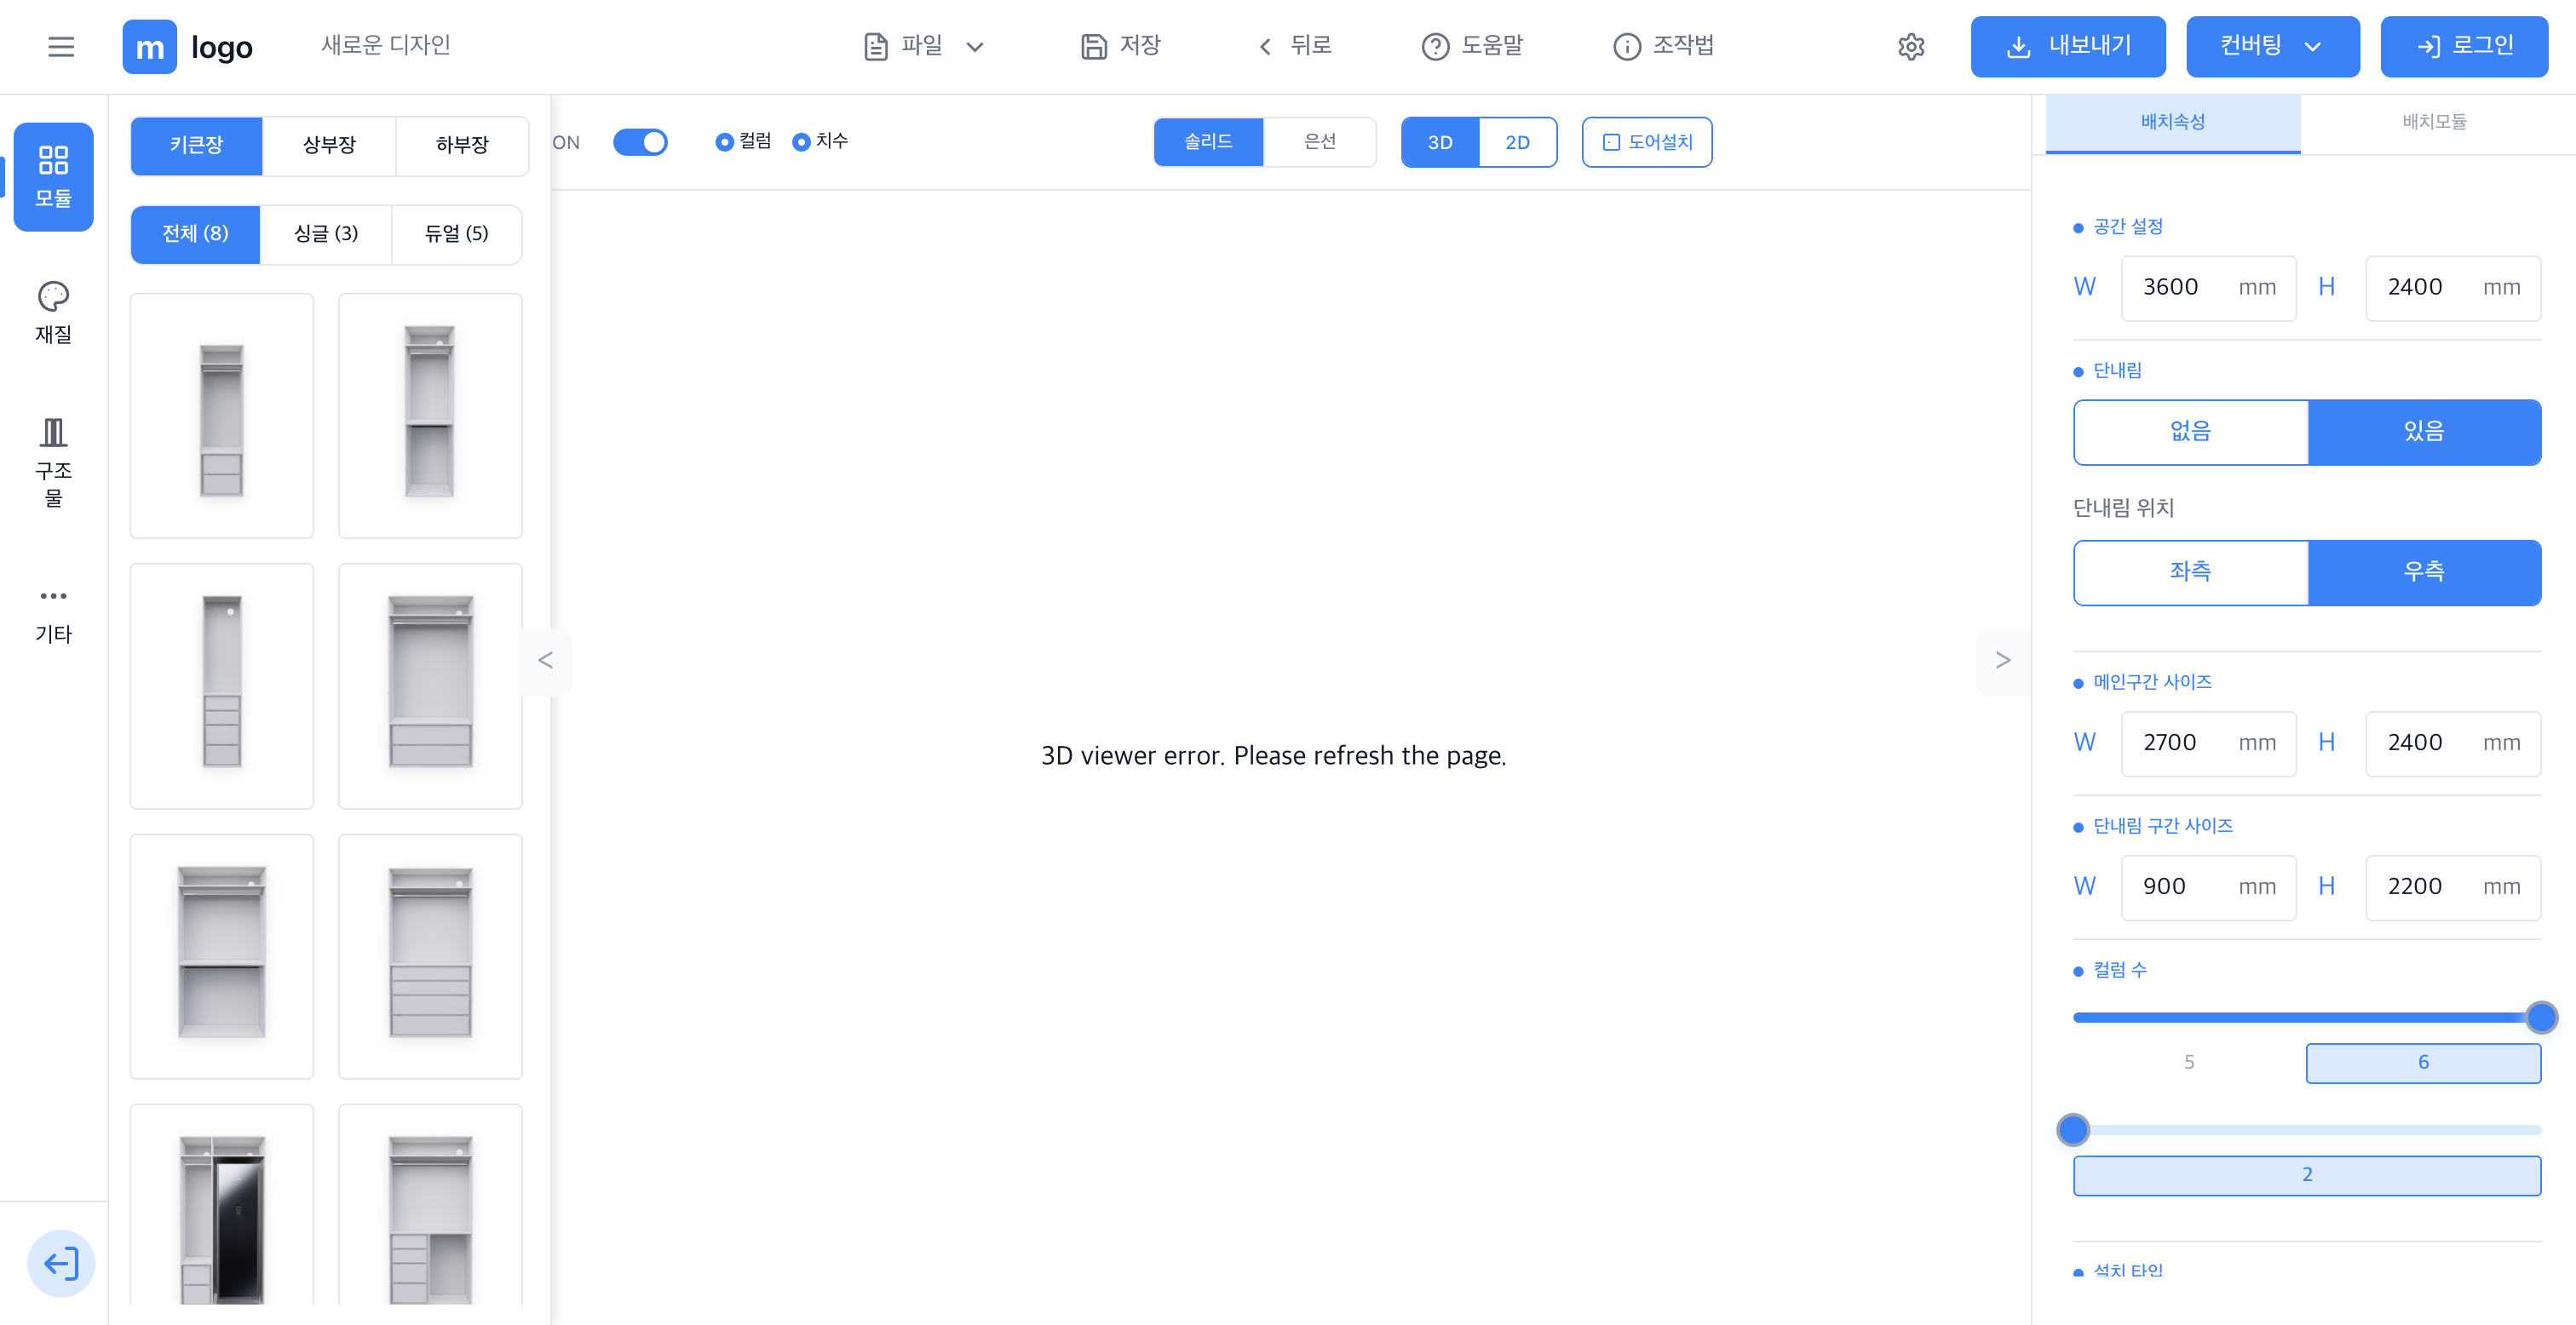 m logo 새로운 디자인 파일 저장 뒤로 도움말 조작법 내보내기 컨버팅 로그인
모듈
재질
구조
물
기타
키큰장 상부장 하부장
전체 (8) 싱글 (3) 듀얼 (5)
ON 컬럼 치수 솔리드 은선 3D 2D 도어설치
<
3D viewer error. Please refresh the page.
>
배치속성 배치모듈
공간 설정
W 3600 mm H 2400 mm
단내림
없음 있음
단내림 위치
좌측 우측
메인구간 사이즈
W 2700 mm H 2400 mm
단내림 구간 사이즈
W 900 mm H 2200 mm
컬럼 수
5 6
2
설치 타입